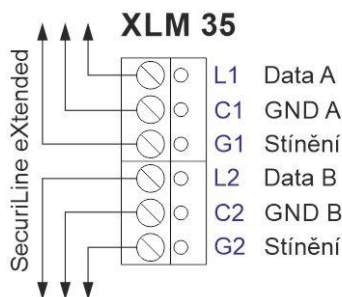 XLM 35
SecuriLine eXtended
L1 Data A
C1 GND A
G1 Stínění
L2 Data B
C2 GND B
G2 Stínění